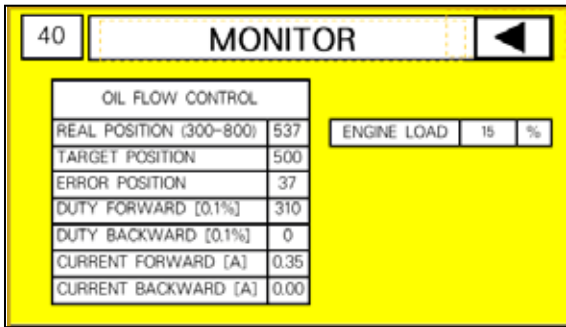 40 MONITOR
OIL FLOW CONTROL
REAL POSITION (300-800) 537
TARGET POSITION 500
ERROR POSITION 37
DUTY FORWARD [0.1%] 310
DUTY BACKWARD [0.1%] 0
CURRENT FORWARD [A] 0.35
CURRENT BACKWARD [A] 0.00
ENGINE LOAD 15 %